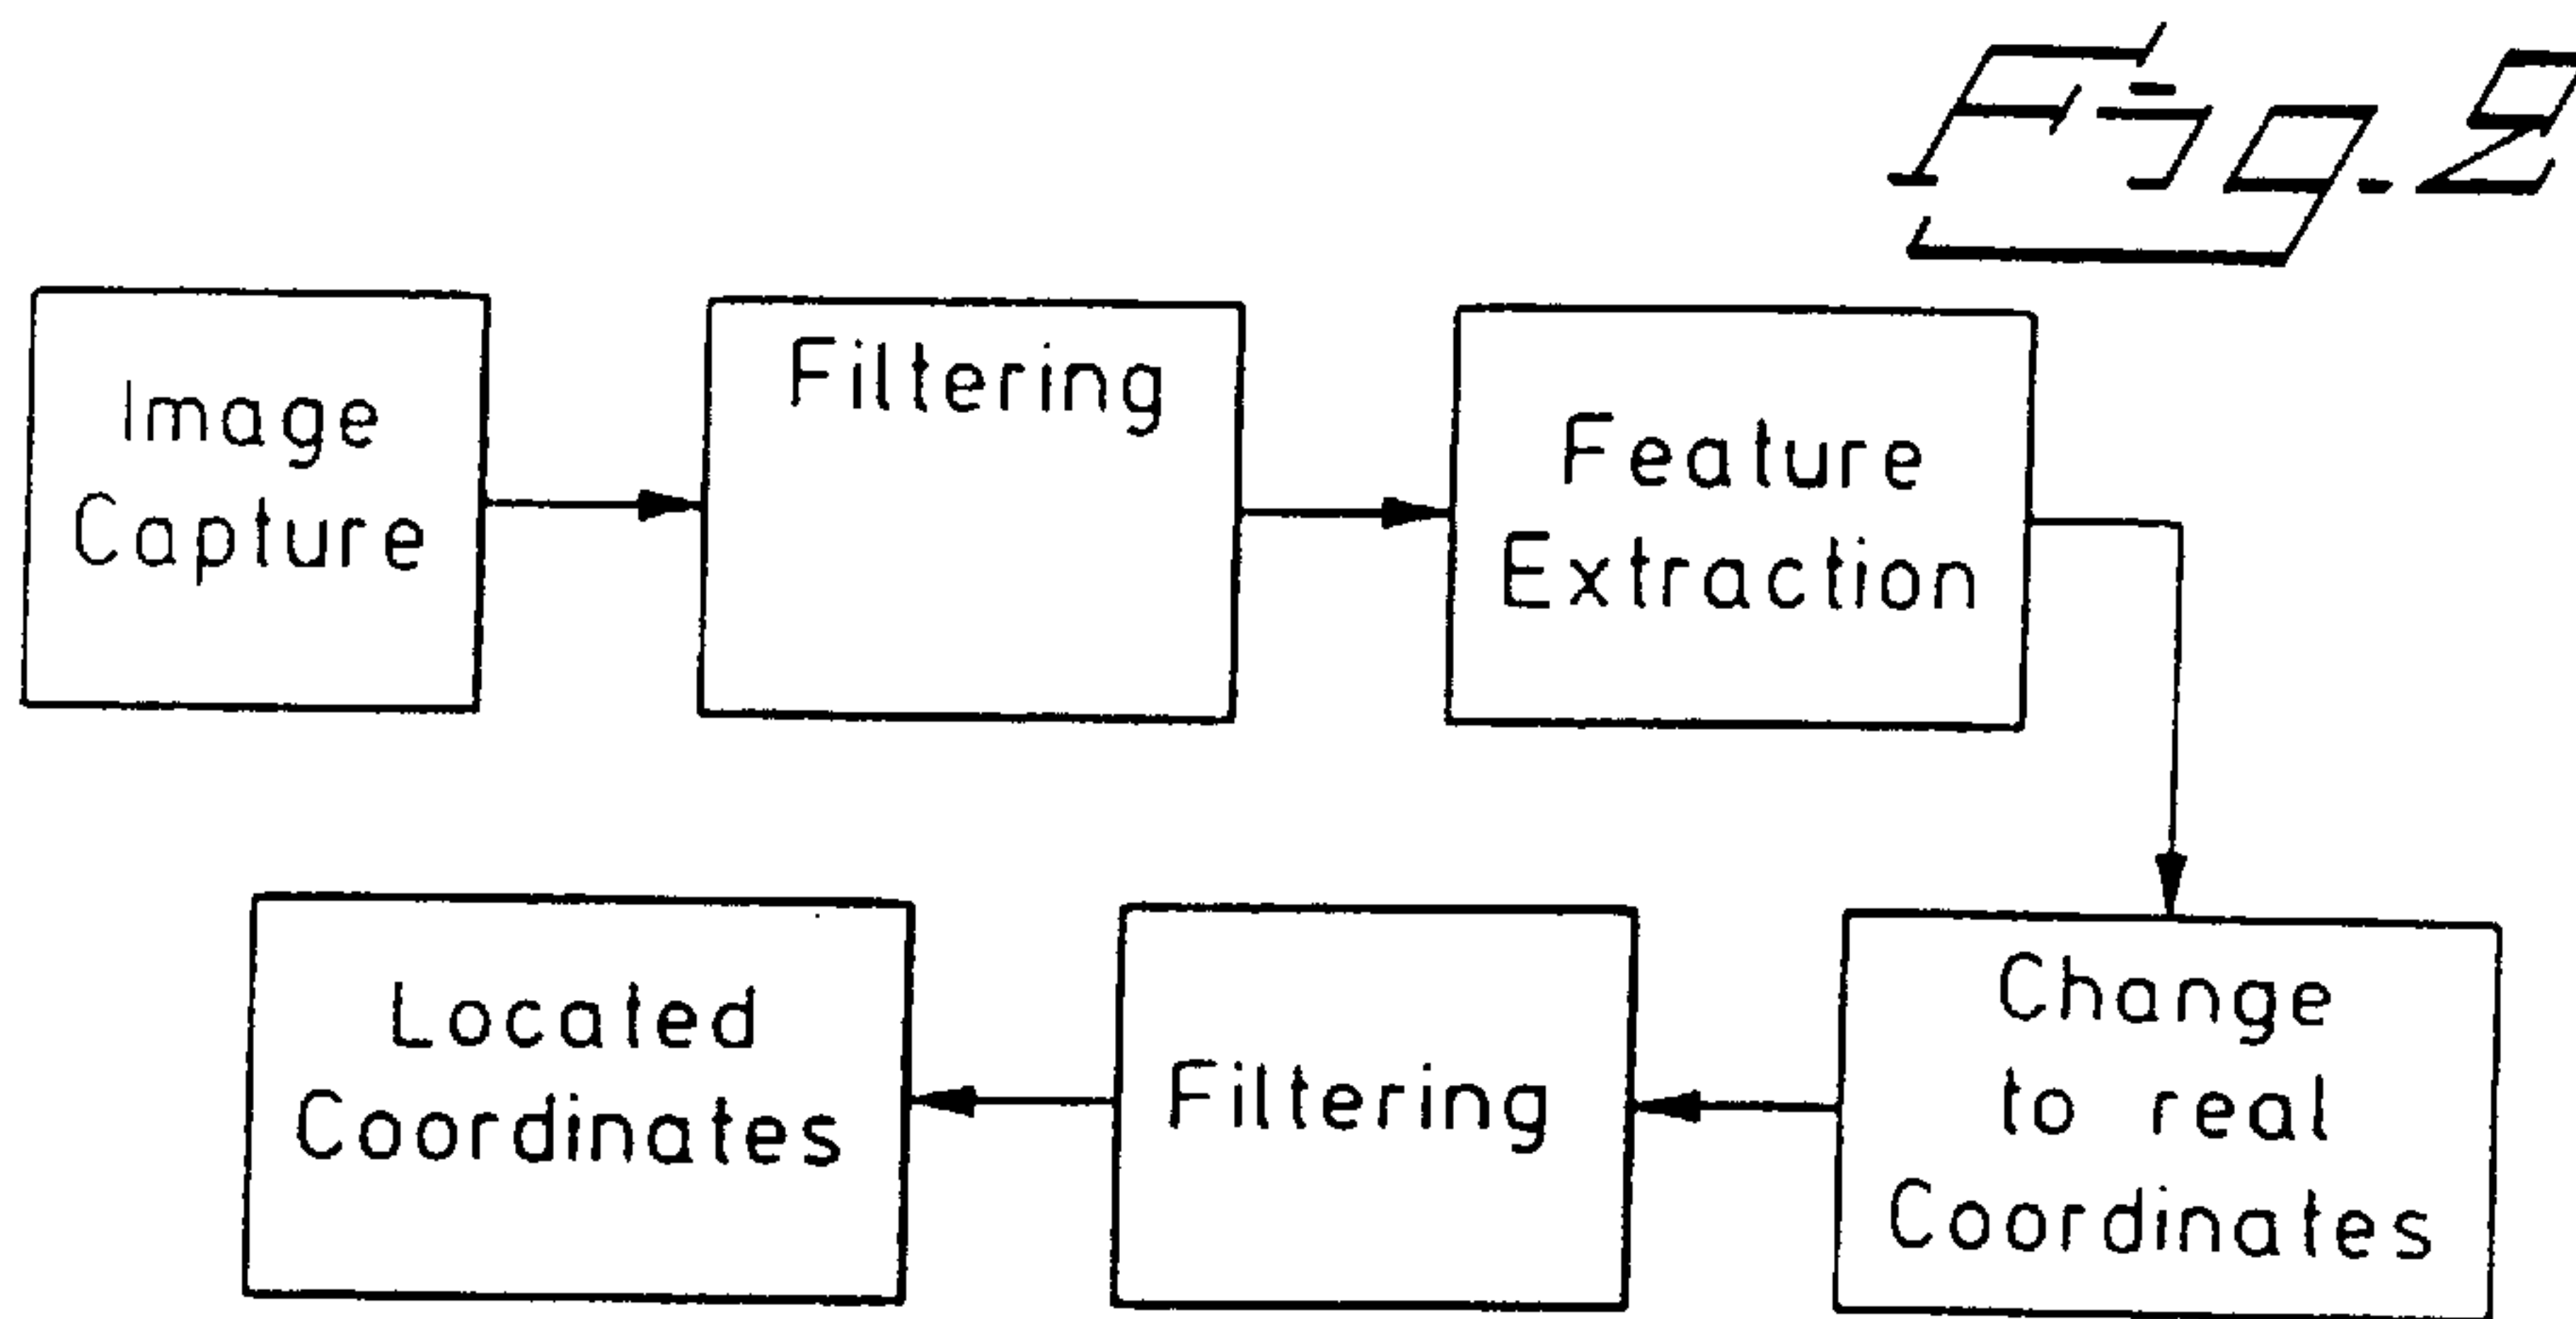 Fig. 2
Image
Capture
Filtering
Feature
Extraction
Change
to real
Coordinates
Filtering
Located
Coordinates